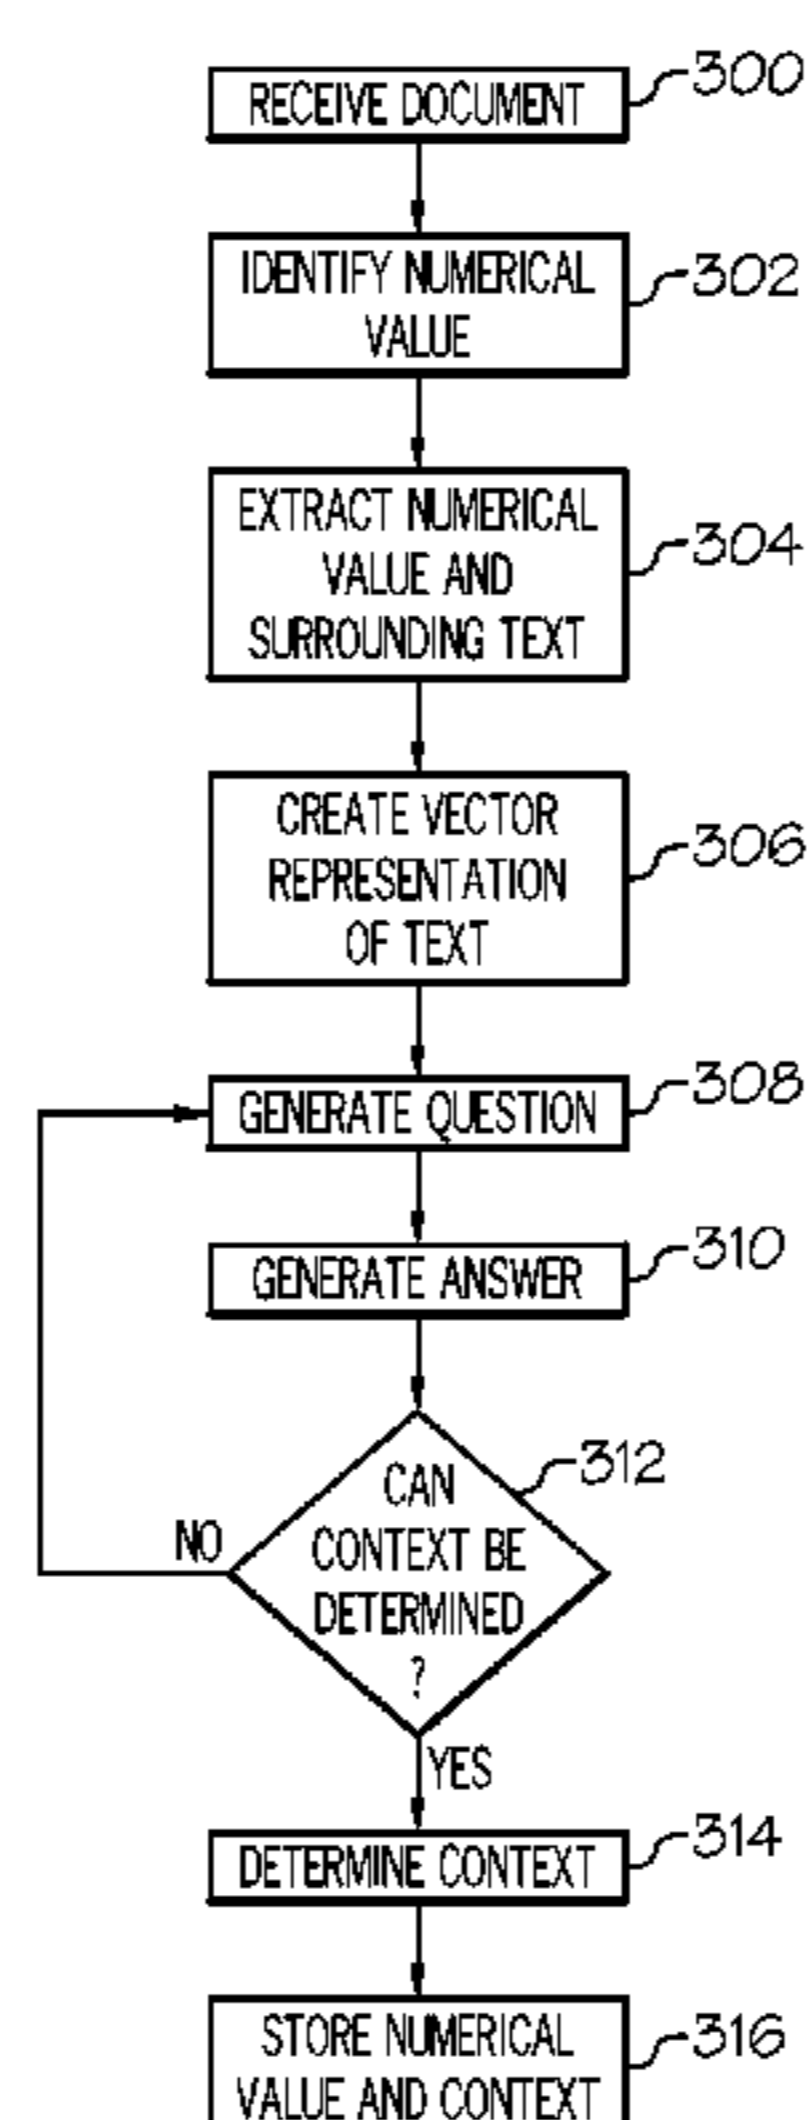 RECEIVE DOCUMENT
300
IDENTIFY NUMERICAL
VALUE
302
EXTRACT NUMERICAL
VALUE AND
SURROUNDING TEXT
304
CREATE VECTOR
REPRESENTATION
OF TEXT
306
GENERATE QUESTION
308
GENERATE ANSWER
310
CAN
CONTEXT BE
DETERMINED
?
312
NO
YES
DETERMINE CONTEXT
314
STORE NUMERICAL
VALUE AND CONTEXT
316